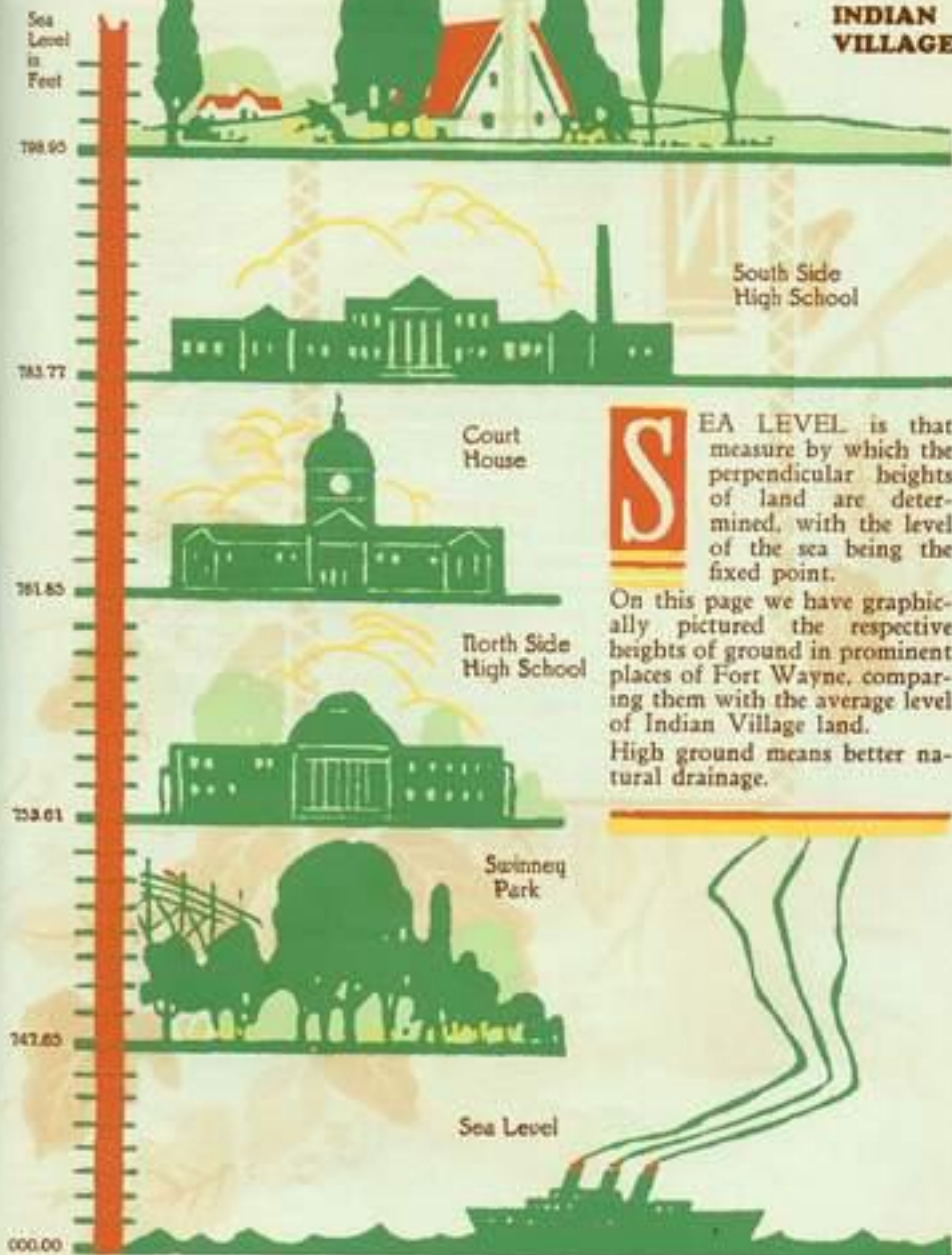 Sea
Level
in
Feet
INDIAN
VILLAGE
798.95
South Side
High School
783.77
Court
House
SEA LEVEL is that
measure by which the
perpendicular heights
of land are deter-
mined, with the level
of the sea being the
fixed point.
On this page we have graphic-
ally pictured the respective
heights of ground in prominent
places of Fort Wayne, compar-
ing them with the average level
of Indian Village land.
High ground means better na-
tural drainage.
761.85
North Side
High School
753.61
Swinney
Park
Sea Level
000.00